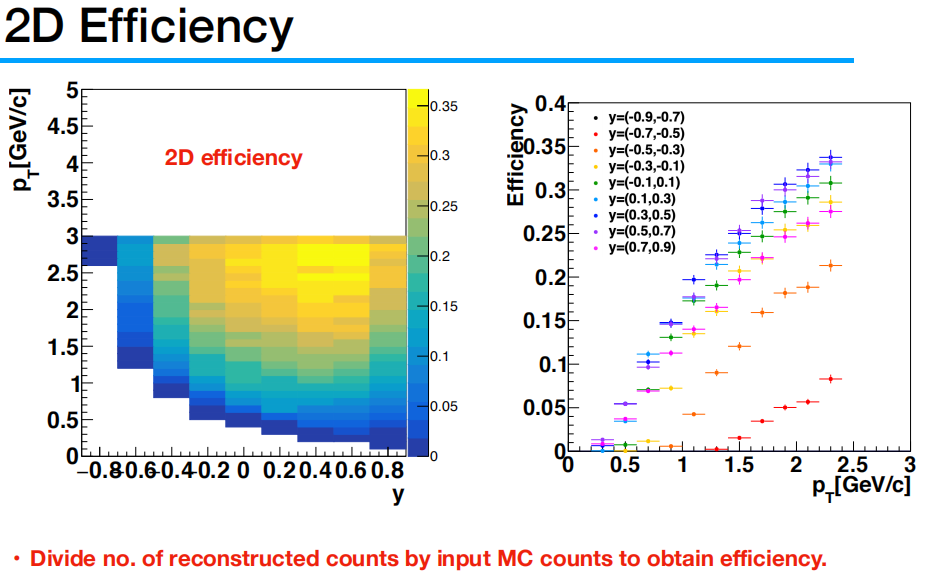 2D Efficiency
p_T[GeV/c]
5
4.5
4
3.5
3
2.5
2
1.5
1
0.5
0
2D efficiency
−0.8−0.6−0.4−0.2 0 0.2 0.4 0.6 0.8
y
0.35
0.3
0.25
0.2
0.15
0.1
0.05
0
Efficiency
0.4
0.35
0.3
0.25
0.2
0.15
0.1
0.05
0
y=(-0.9,-0.7)
y=(-0.7,-0.5)
y=(-0.5,-0.3)
y=(-0.3,-0.1)
y=(-0.1,0.1)
y=(0.1,0.3)
y=(0.3,0.5)
y=(0.5,0.7)
y=(0.7,0.9)
0 0.5 1 1.5 2 2.5 3
p_T[GeV/c]
• Divide no. of reconstructed counts by input MC counts to obtain efficiency.